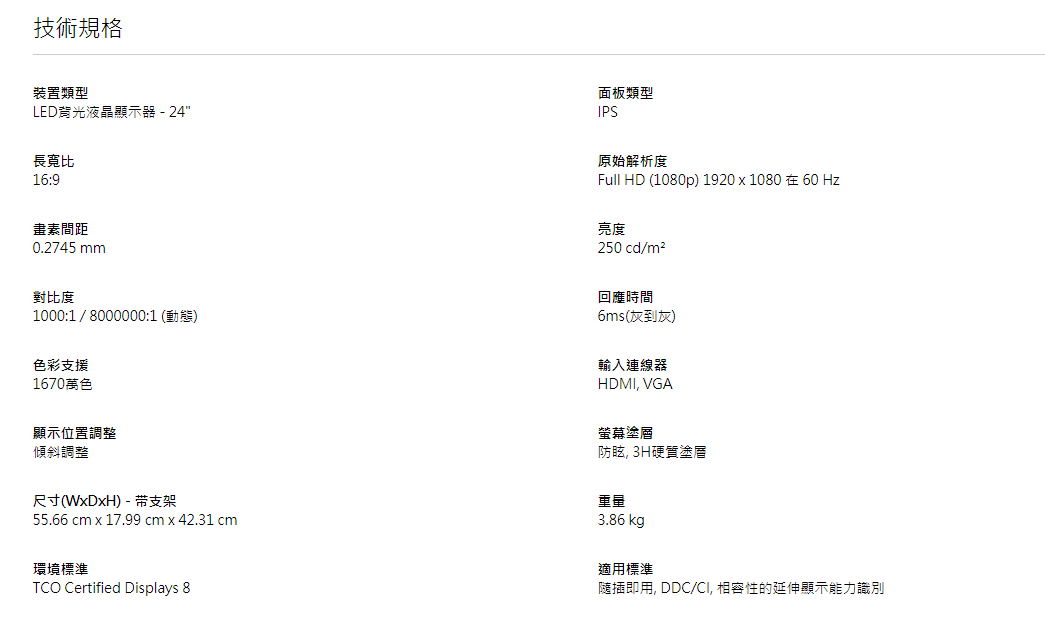 技術規格
裝置類型
LED背光液晶顯示器 - 24"
面板類型
IPS
長寬比
16:9
原始解析度
Full HD (1080p) 1920 x 1080 在 60 Hz
畫素間距
0.2745 mm
亮度
250 cd/m²
對比度
1000:1 / 8000000:1 (動態)
回應時間
6ms(灰到灰)
色彩支援
1670萬色
輸入連線器
HDMI, VGA
顯示位置調整
傾斜調整
螢幕塗層
防眩, 3H硬質塗層
尺寸(WxDxH) - 帶支架
55.66 cm x 17.99 cm x 42.31 cm
重量
3.86 kg
環境標準
TCO Certified Displays 8
適用標準
隨插即用, DDC/CI, 相容性的延伸顯示能力識別